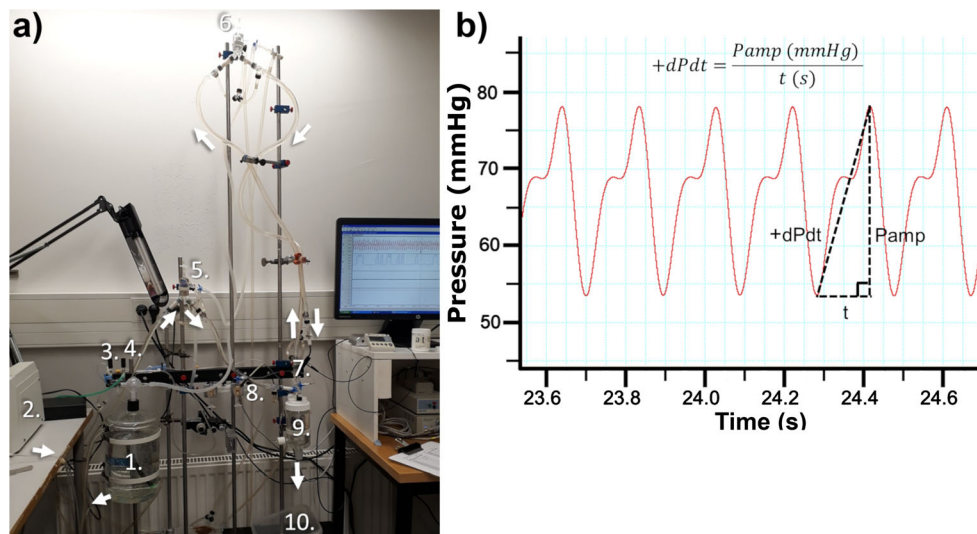 a)
6.
5.
3.
4.
2.
7.
8.
1.
9.
10.
b)
+dPdt = Pamp (mmHg)
t (s)
80
70
60
50
Pressure (mmHg)
+dPdt
Pamp
t
23.6 23.8 24.0 24.2 24.4 24.6
Time (s)